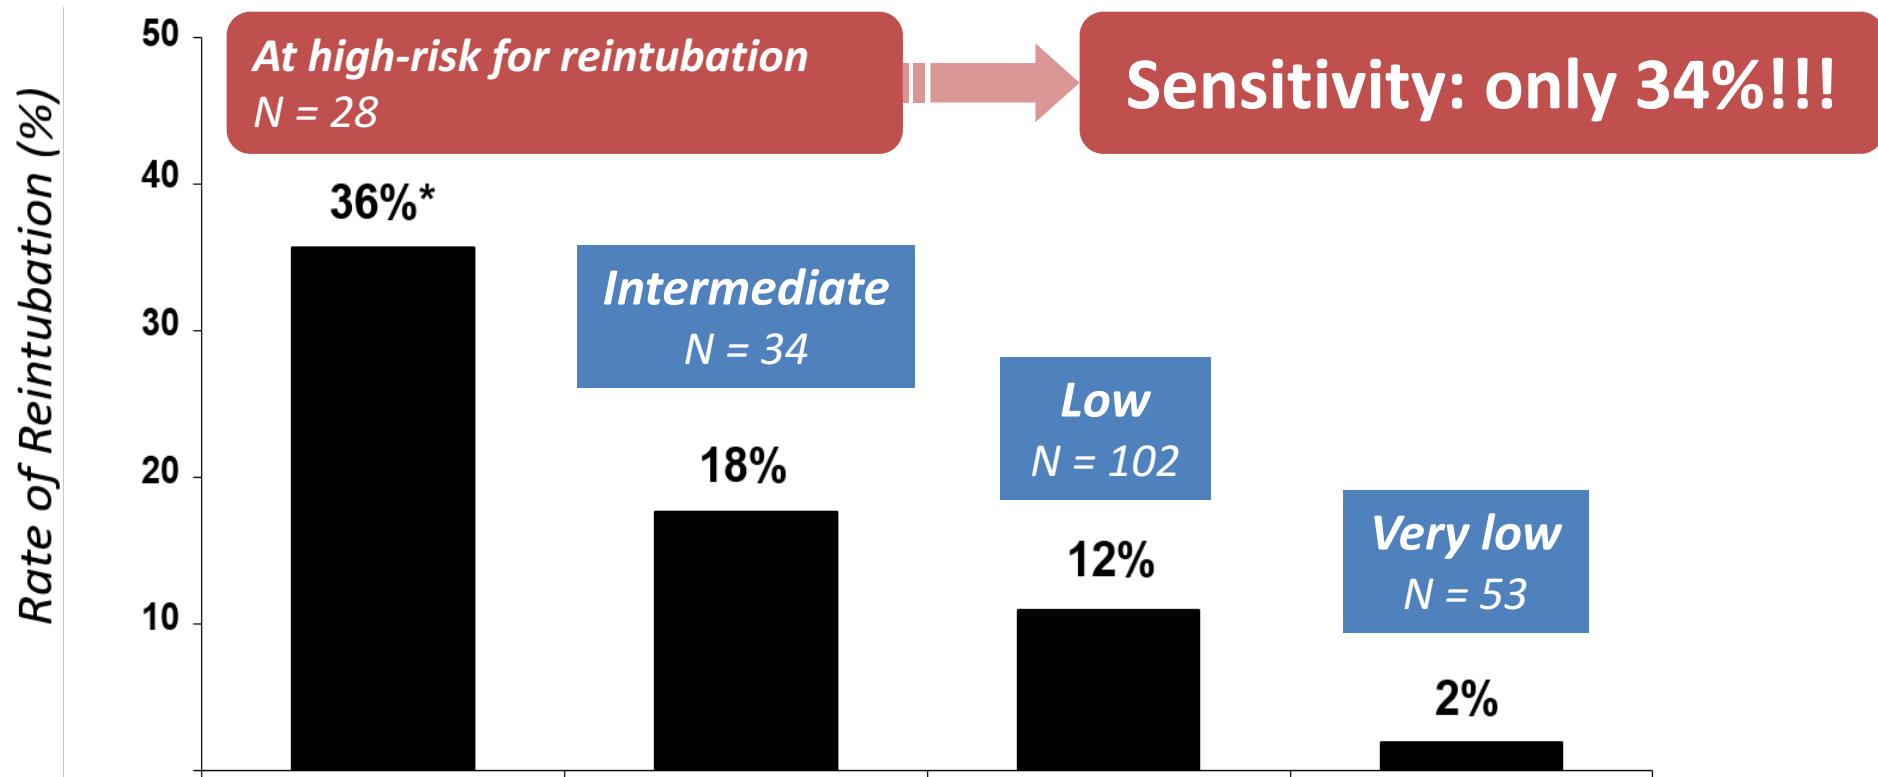 Rate of Reintubation (%)
50
40
30
20
10
At high-risk for reintubation
N = 28
Sensitivity: only 34%!!!
36%*
Intermediate
N = 34
18%
Low
N = 102
12%
Very low
N = 53
2%